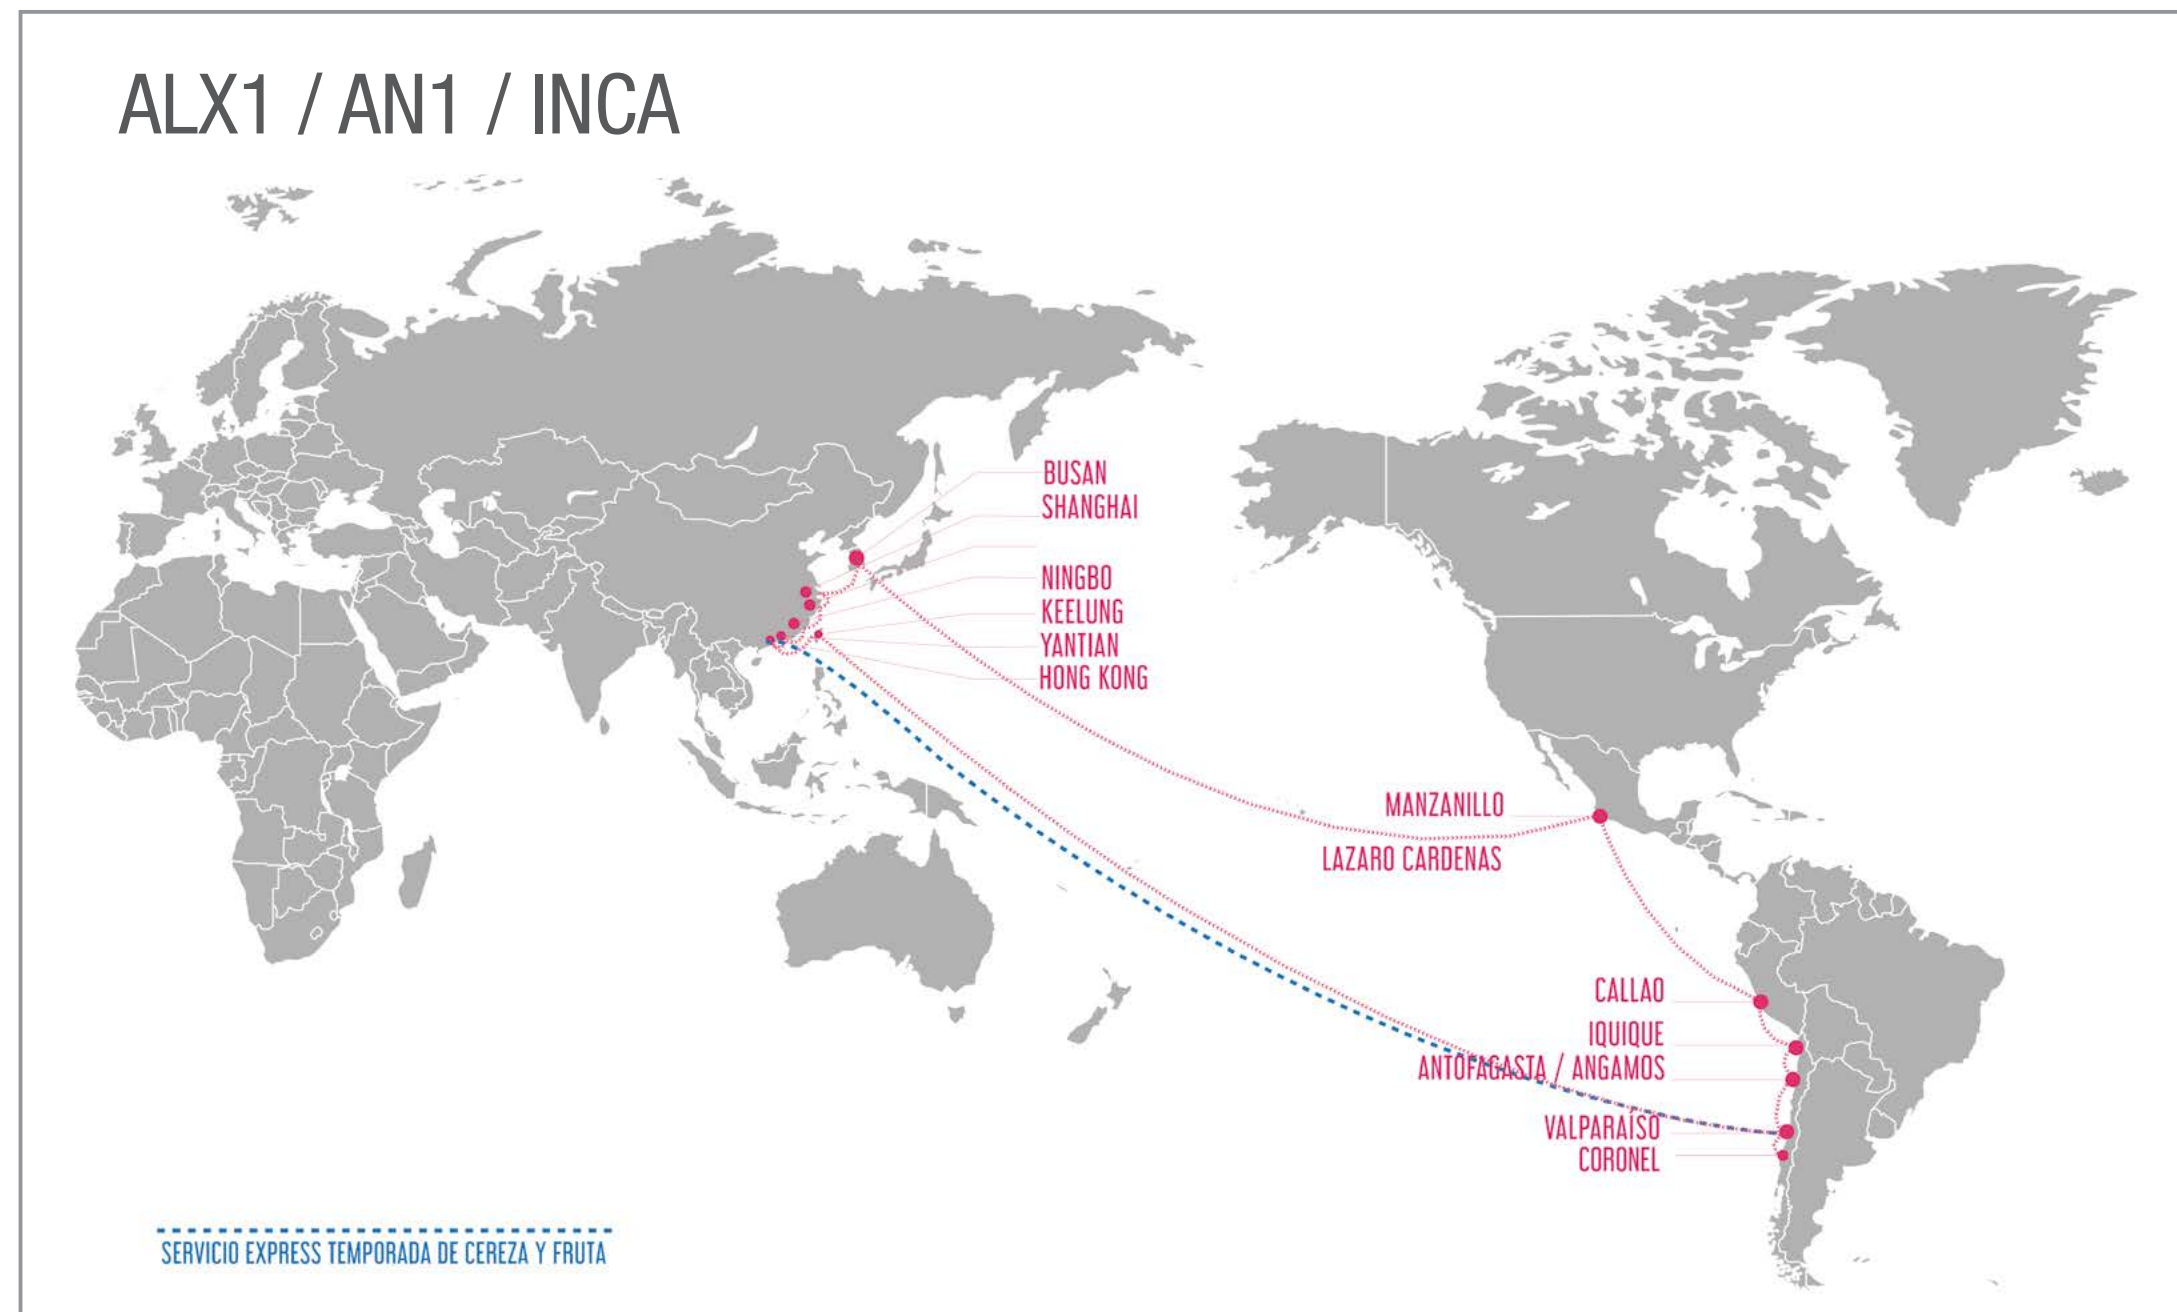 ALX1 / AN1 / INCA
BUSAN
SHANGHAI
NINGBO
KEELUNG
YANTIAN
HONG KONG
MANZANILLO
LAZARO CARDENAS
CALLAO
IQUIQUE
ANTOFAGASTA / ANGAMOS
VALPARAÍSO
CORONEL
SERVICIO EXPRESS TEMPORADA DE CEREZA Y FRUTA